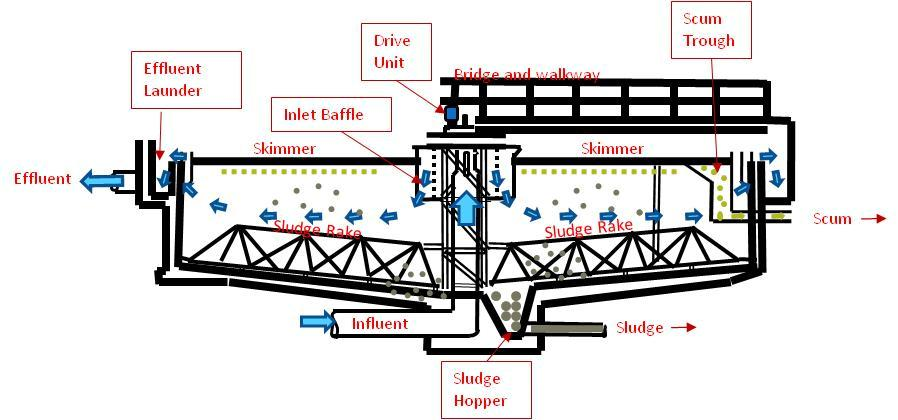 Scum
Trough
Drive
Unit
Effluent
Launder
Bridge and walkway
Inlet Baffle
Skimmer
Skimmer
Effluent
Scum
Sludge Rake
Sludge Rake
Influent
Sludge
Sludge
Hopper